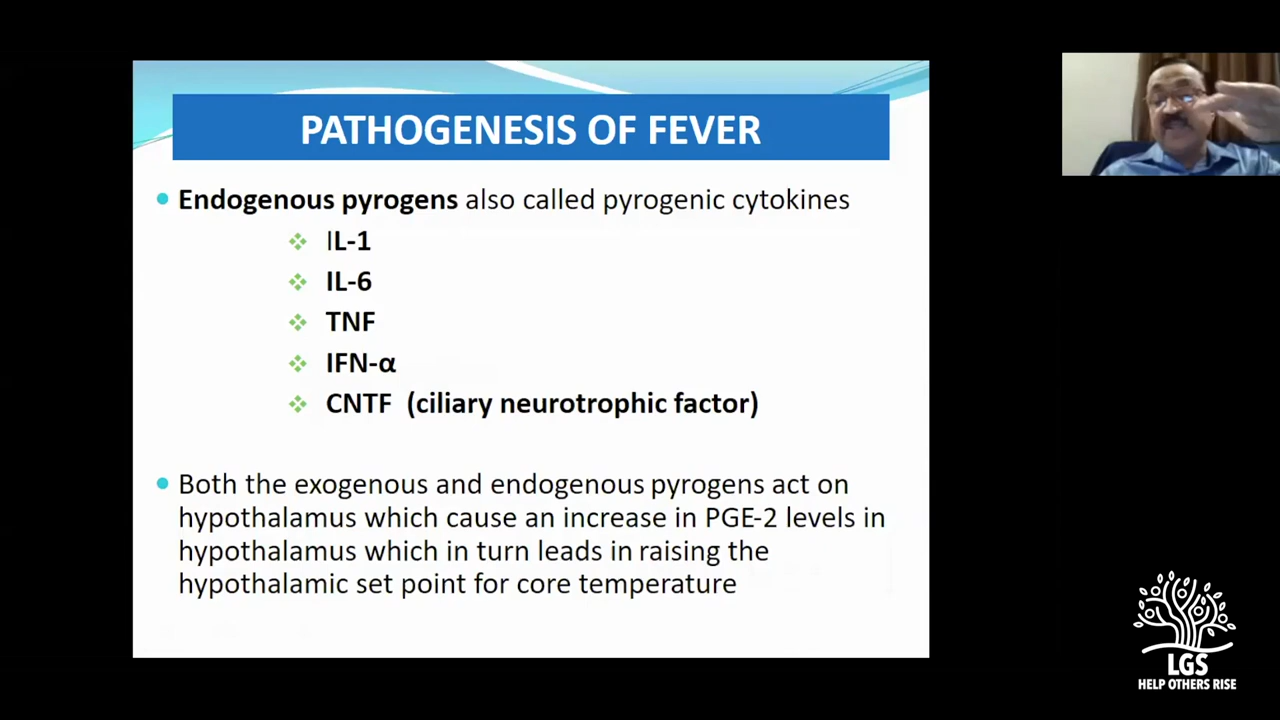 PATHOGENESIS OF FEVER
Endogenous pyrogens also called pyrogenic cytokines
IL-1
IL-6
TNF
IFN-α
CNTF (ciliary neurotrophic factor)
Both the exogenous and endogenous pyrogens act on
hypothalamus which cause an increase in PGE-2 levels in
hypothalamus which in turn leads in raising the
hypothalamic set point for core temperature
LGS
HELP OTHERS RISE